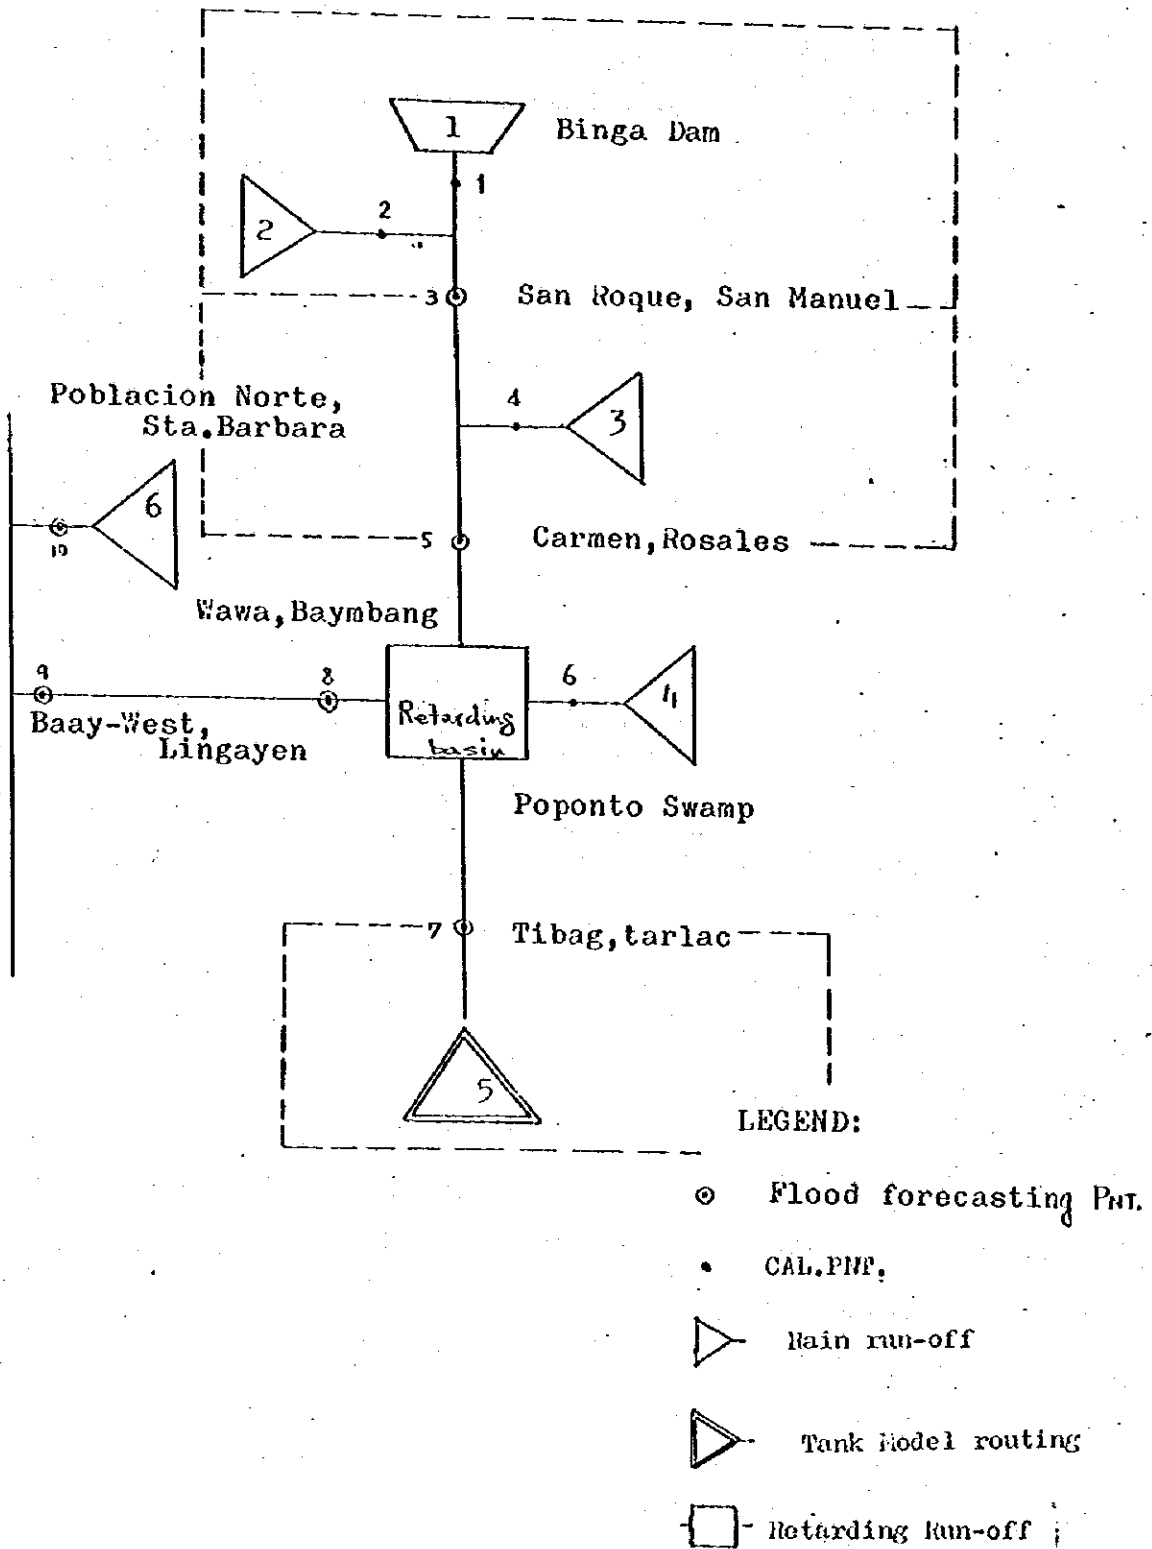 1 Binga Dam
1
2
2
3 San Roque, San Manuel
Poblacion Norte,
Sta.Barbara
4
3
6
10
5 Carmen,Rosales
Wawa,Baymbang
9
8
6
4
Retarding
basin
Baay-West,
Lingayen
Poponto Swamp
7 Tibag,tarlac
5
LEGEND:
Flood forecasting PNT.
CAL.PNT.
Rain run-off
Tank Model routing
Retarding Run-off